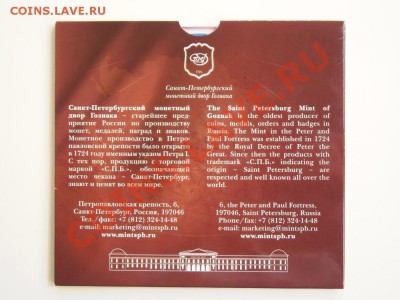 COINS.LAVE.RU
Санкт-Петербургский
монетный двор Гознака
Санкт-Петербургский монетный
двор Гознака – старейшее пред-
приятие России по производству
монет, медалей, наград и знаков.
Монетное производство в Петро-
павловской крепости было открыто
в 1724 году именным указом Петра I.
С тех пор, продукцию с торговой
маркой «С.П.Б.», обозначающей
место чекана – Санкт-Петербург,
знают и ценят во всем мире.
Петропавловская крепость, 6,
Санкт-Петербург, Россия, 197046
Тел./факс: +7 (812) 324-14-48
e-mail: marketing@mintspb.ru
www.mintspb.ru
The Saint Petersburg Mint of
Goznak is the oldest producer of
coins, medals, orders and badges in
Russia. The Mint in the Peter and
Paul Fortress was established in 1724
by the Royal Decree of Peter the
Great. Since then the products with
trademark «С.П.Б.» indicating the
origin – Saint Petersburg – are
respected and well known all over the
world.
6, the Peter and Paul Fortress,
197046, Saint Petersburg, Russia
Phone/fax: +7 (812) 324-14-48
e-mail: marketing@mintspb.ru
www.mintspb.ru